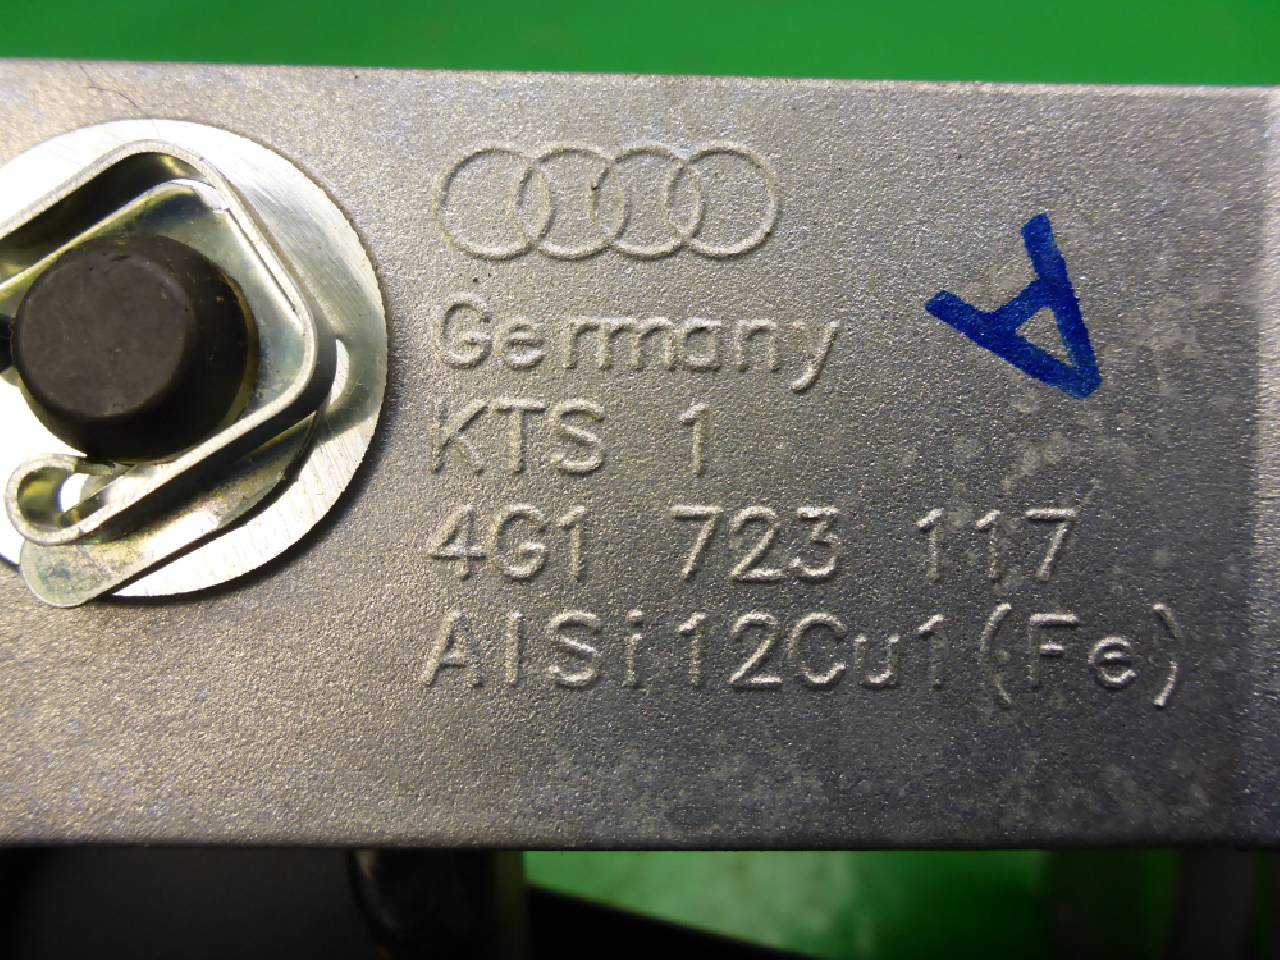 Germany
KTS 1
4G1 723 117
AlSi12Cu1(Fe)
A